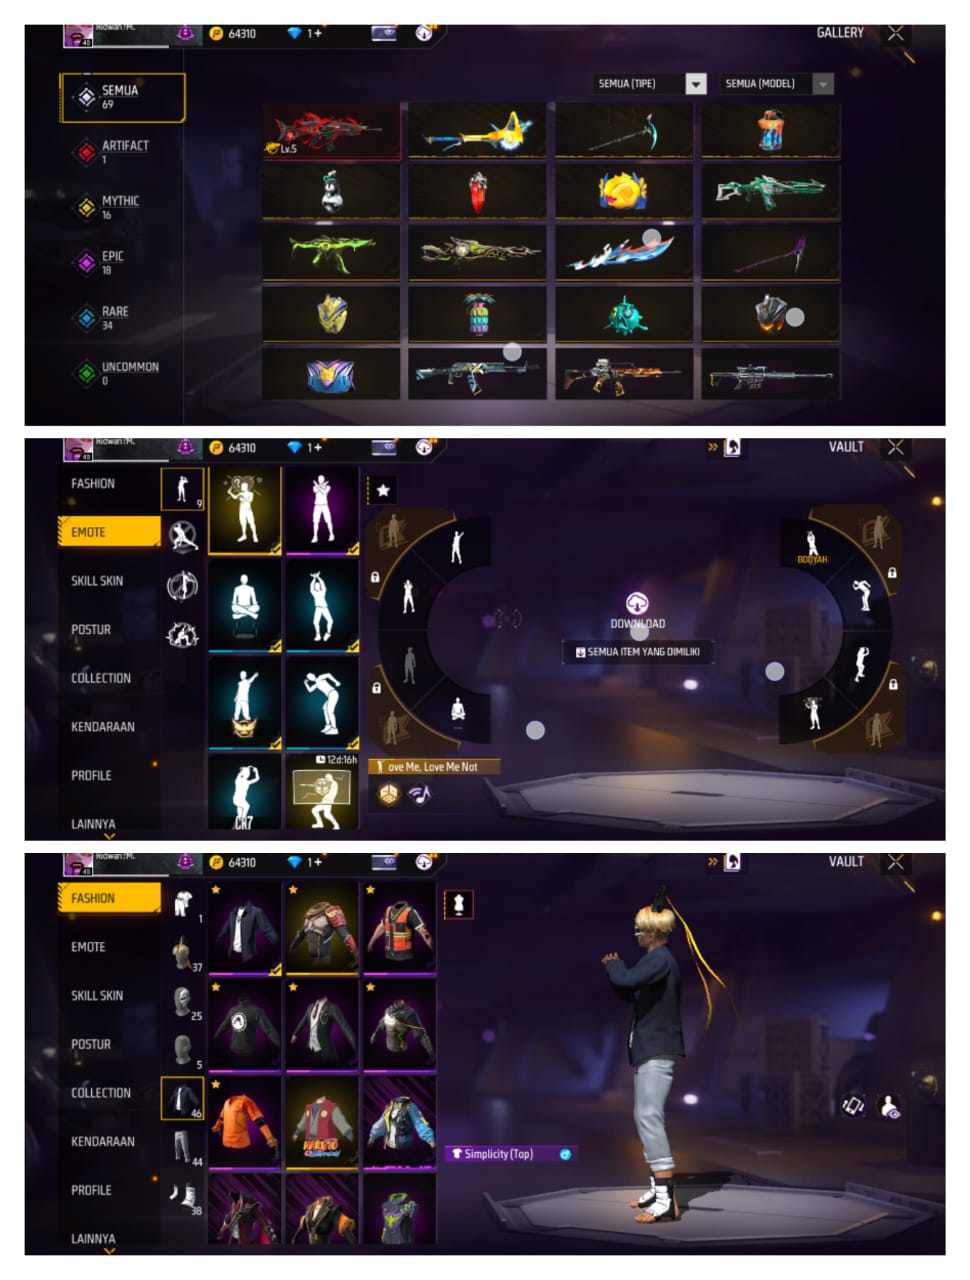 Ridwan?M.
40
64310
1+
GALLERY
SEMUA
69
SEMUA (TIPE)
SEMUA (MODEL)
ARTIFACT
1
MYTHIC
16
EPIC
18
RARE
34
UNCOMMON
0
Lv.5
Ridwan?M.
40
64310
1+
VAULT
FASHION
EMOTE
SKILL SKIN
POSTUR
COLLECTION
KENDARAAN
PROFILE
LAINNYA
9
12d:16h
CR7
BOOYAH
DOWNLOAD
SEMUA ITEM YANG DIMILIKI
ove Me, Love Me Not
Ridwan?M.
40
64310
1+
VAULT
FASHION
EMOTE
SKILL SKIN
POSTUR
COLLECTION
KENDARAAN
PROFILE
LAINNYA
1
37
25
5
46
44
38
NARUTO
Simplicity (Top)